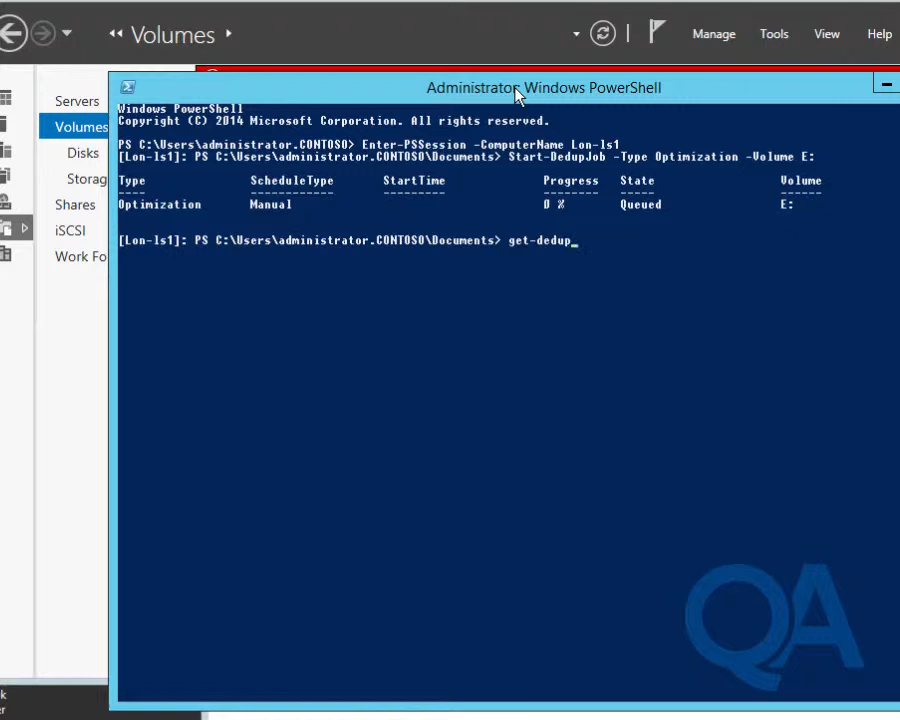 Volumes
Manage Tools View Help
Servers
Volumes
Disks
Storag
Shares
iSCSI
Work Fo
Administrator: Windows PowerShell
Windows PowerShell
Copyright (C) 2014 Microsoft Corporation. All rights reserved.
PS C:\Users\administrator.CONTOSO> Enter-PSSession -ComputerName Lon-ls1
[Lon-ls1]: PS C:\Users\administrator.CONTOSO\Documents> Start-DedupJob -Type Optimization -Volume E:
Type ScheduleType StartTime Progress State Volume
---- ------------ --------- -------- ----- ------
Optimization Manual 0 % Queued E:
[Lon-ls1]: PS C:\Users\administrator.CONTOSO\Documents> get-dedup_
QA
k
er